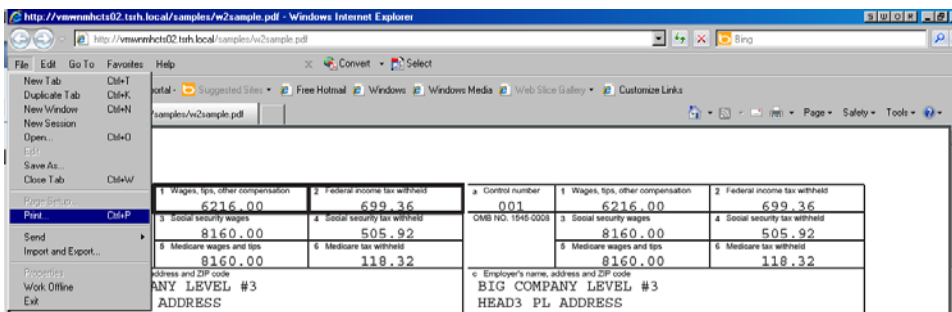 http://vmwnmhcts02.tsrh.local/samples/w2sample.pdf - Windows Internet Explorer
http://vmwnmhcts02.tsrh.local/samples/w2sample.pdf
Bing
File Edit Go To Favorites Help
x Convert Select
New Tab Ctrl+T
Duplicate Tab Ctrl+K
New Window Ctrl+N
New Session
Open... Ctrl+O
Edit
Save As...
Close Tab Ctrl+W
Page Setup...
Print... Ctrl+P
Send
Import and Export...
Properties
Work Offline
Exit
Suggested Sites Free Hotmail Windows Windows Media Web Slice Gallery Customize Links
/samples/w2sample.pdf
Page Safety Tools
1 Wages, tips, other compensation 2 Federal income tax withheld a Control number 1 Wages, tips, other compensation 2 Federal income tax withheld
6216.00 699.36 001 6216.00 699.36
3 Social security wages 4 Social security tax withheld OMB NO. 1545-0008 3 Social security wages 4 Social security tax withheld
8160.00 505.92 8160.00 505.92
5 Medicare wages and tips 6 Medicare tax withheld 5 Medicare wages and tips 6 Medicare tax withheld
8160.00 118.32 8160.00 118.32
address and ZIP code c Employer's name, address and ZIP code
ANY LEVEL #3 BIG COMPANY LEVEL #3
ADDRESS HEAD3 PL ADDRESS